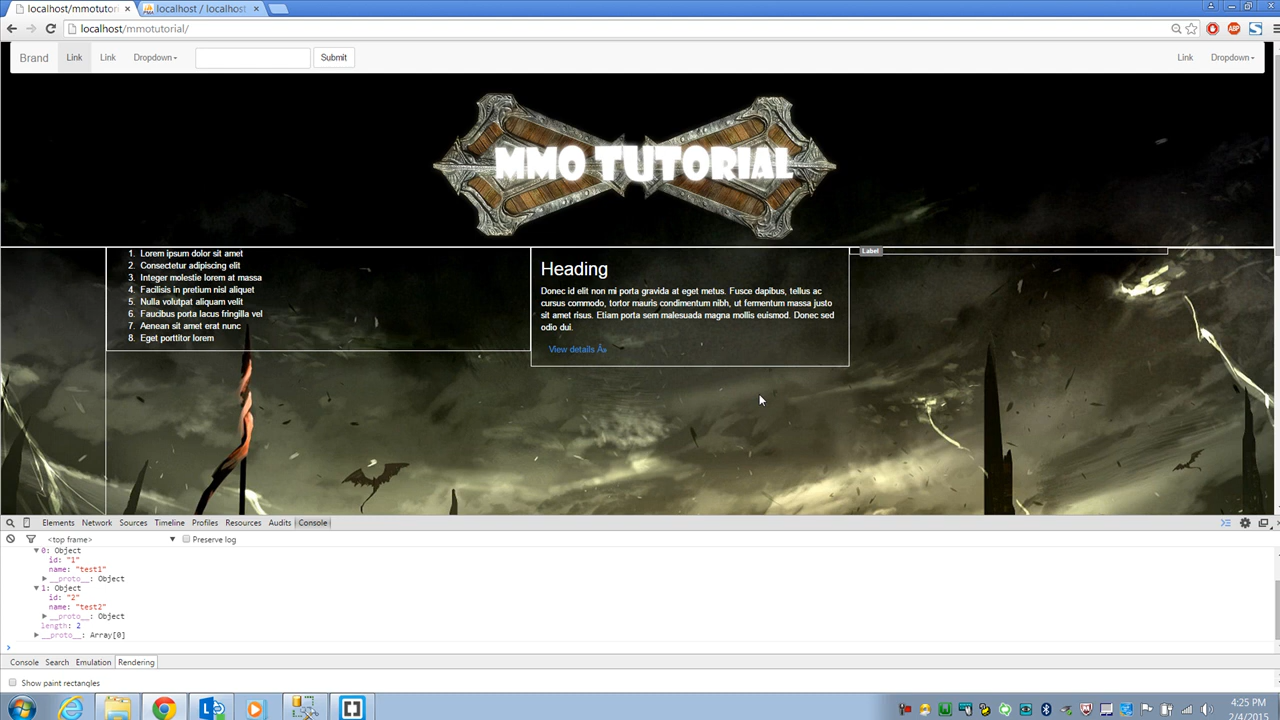 localhost/mmotutori
localhost / localhost
localhost/mmotutorial/
ABP
Brand Link Link Dropdown Submit Link Dropdown
MMO TUTORIAL
1. Lorem ipsum dolor sit amet
2. Consectetur adipiscing elit
3. Integer molestie lorem at massa
4. Facilisis in pretium nisl aliquet
5. Nulla volutpat aliquam velit
6. Faucibus porta lacus fringilla vel
7. Aenean sit amet erat nunc
8. Eget porttitor lorem
Heading
Donec id elit non mi porta gravida at eget metus. Fusce dapibus, tellus ac
cursus commodo, tortor mauris condimentum nibh, ut fermentum massa justo
sit amet risus. Etiam porta sem malesuada magna mollis euismod. Donec sed
odio dui.
View details Â»
Label
Elements Network Sources Timeline Profiles Resources Audits Console
<top frame> Preserve log
0: Object
id: "1"
name: "test1"
__proto__: Object
1: Object
id: "2"
name: "test2"
__proto__: Object
length: 2
__proto__: Array[0]
>
Console Search Emulation Rendering
Show paint rectangles
4:25 PM
2/4/2015